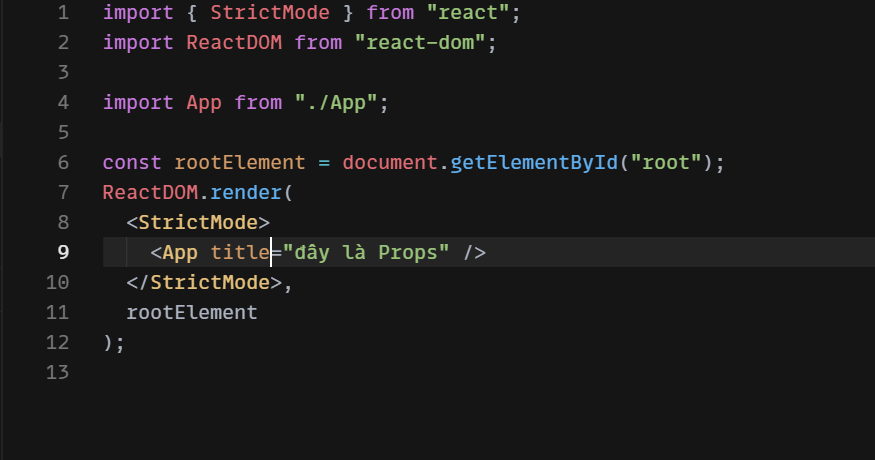 1 import { StrictMode } from "react";
2 import ReactDOM from "react-dom";
3
4 import App from "./App";
5
6 const rootElement = document.getElementById("root");
7 ReactDOM.render(
8   <StrictMode>
9     <App title="đây là Props" />
10   </StrictMode>,
11   rootElement
12 );
13